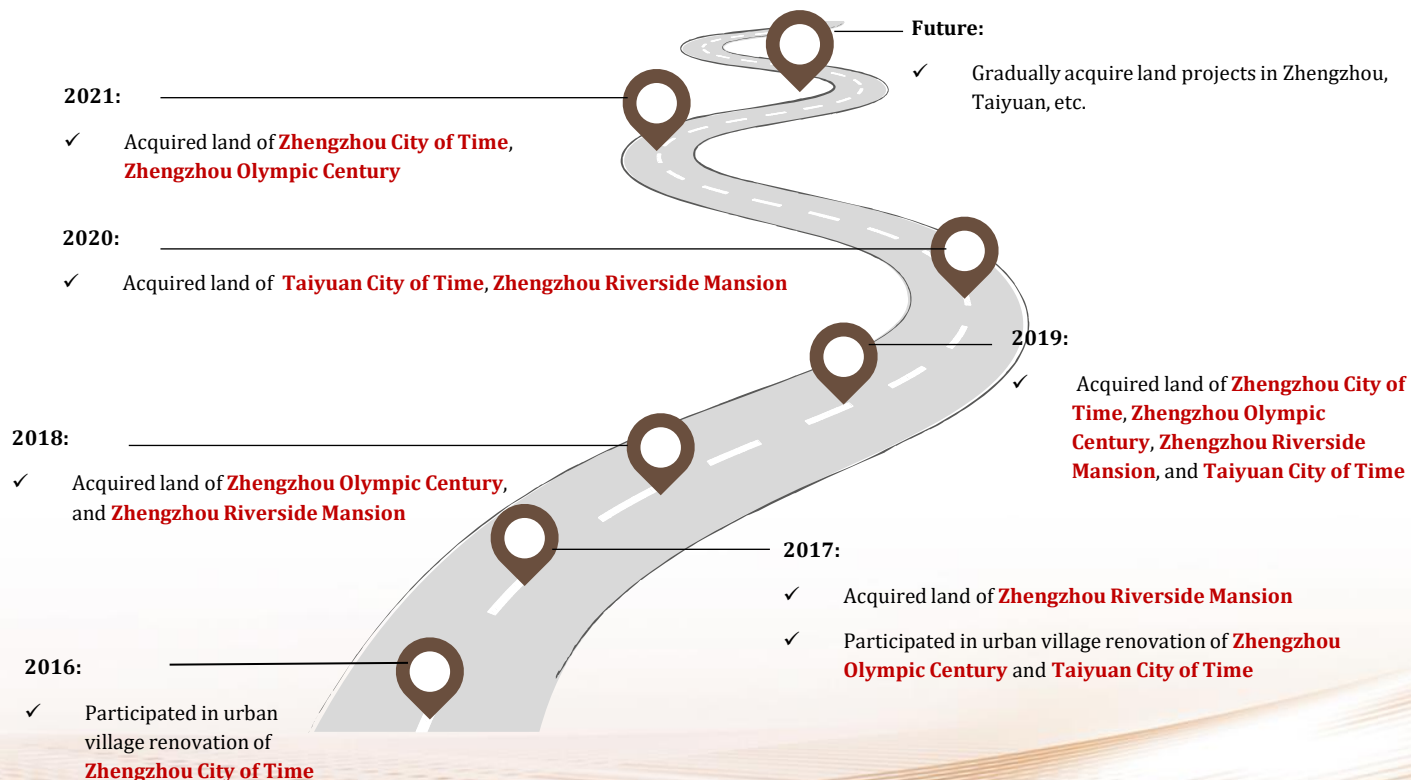 Future:
✓ Gradually acquire land projects in Zhengzhou,
Taiyuan, etc.
2021:
✓ Acquired land of Zhengzhou City of Time,
Zhengzhou Olympic Century
2020:
✓ Acquired land of Taiyuan City of Time, Zhengzhou Riverside Mansion
2019:
✓ Acquired land of Zhengzhou City of
Time, Zhengzhou Olympic
Century, Zhengzhou Riverside
Mansion, and Taiyuan City of Time
2018:
✓ Acquired land of Zhengzhou Olympic Century,
and Zhengzhou Riverside Mansion
2017:
✓ Acquired land of Zhengzhou Riverside Mansion
✓ Participated in urban village renovation of Zhengzhou
Olympic Century and Taiyuan City of Time
2016:
✓ Participated in urban
village renovation of
Zhengzhou City of Time